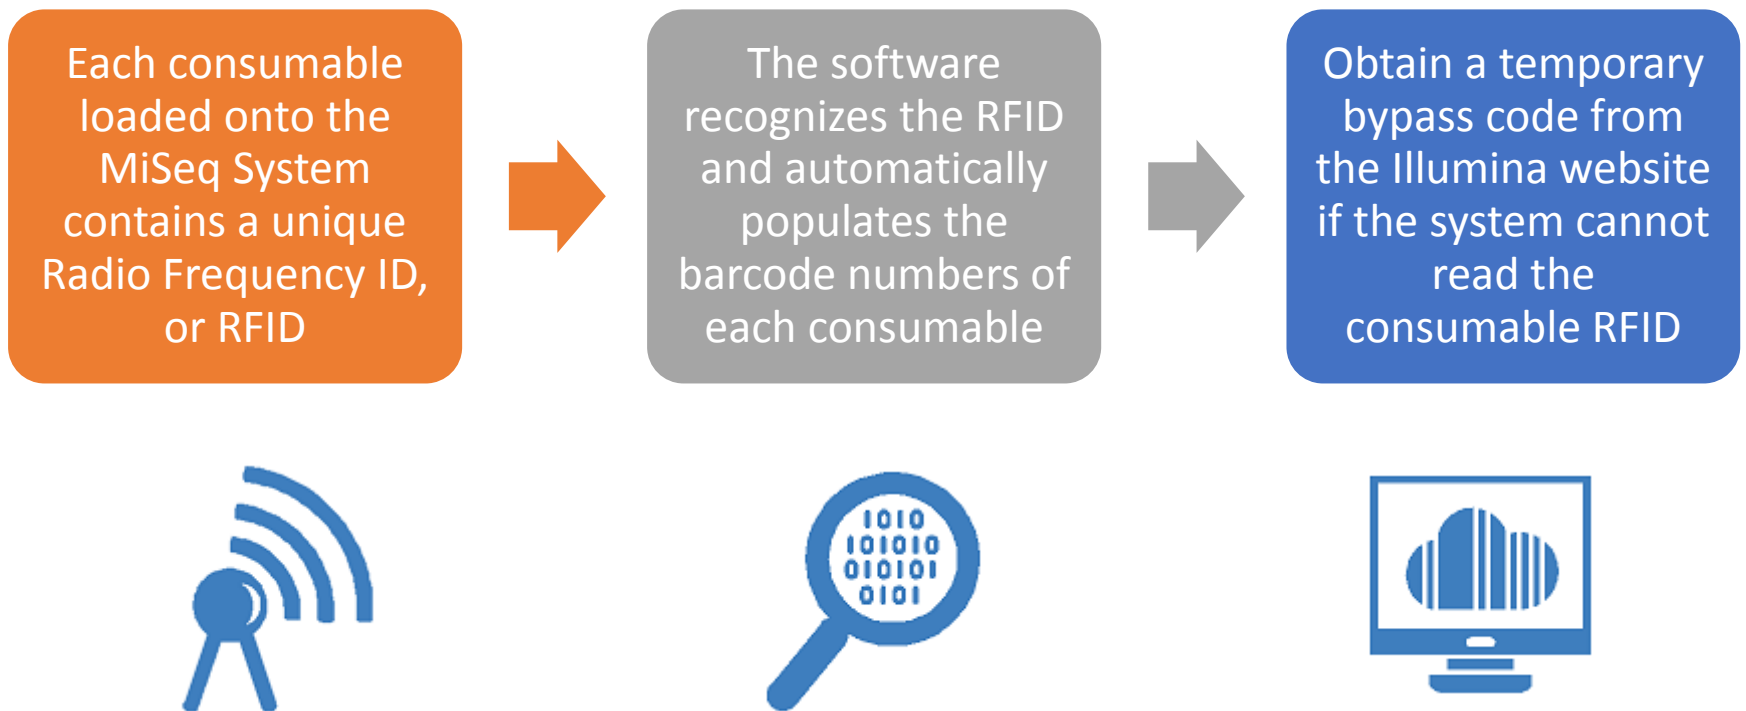 Each consumable
loaded onto the
MiSeq System
contains a unique
Radio Frequency ID,
or RFID
The software
recognizes the RFID
and automatically
populates the
barcode numbers of
each consumable
Obtain a temporary
bypass code from
the Illumina website
if the system cannot
read the
consumable RFID
1010
101010
010101
0101